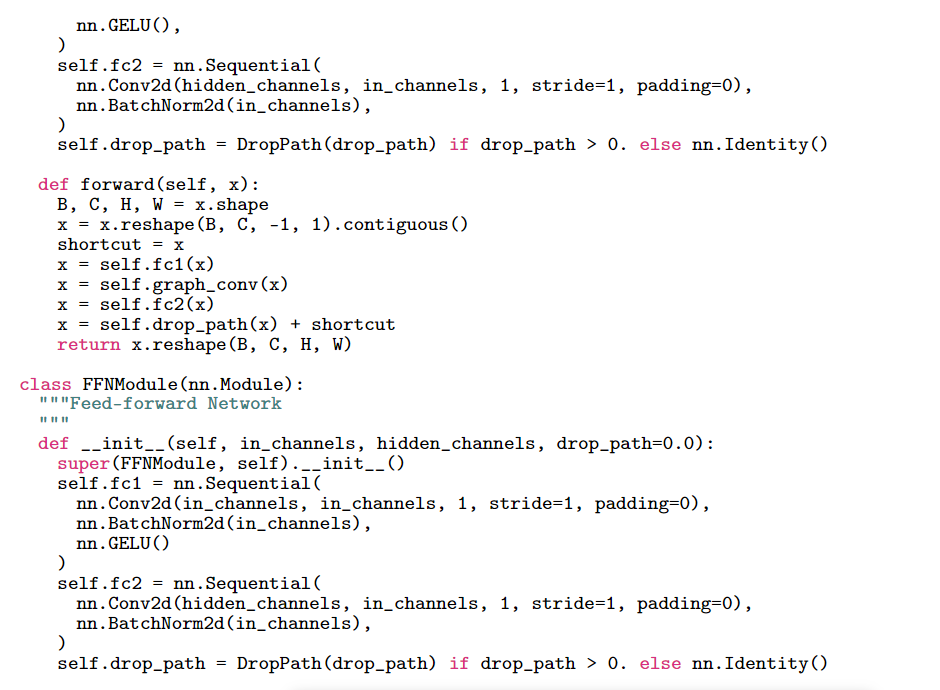 nn.GELU(),
)
self.fc2 = nn.Sequential(
nn.Conv2d(hidden_channels, in_channels, 1, stride=1, padding=0),
nn.BatchNorm2d(in_channels),
)
self.drop_path = DropPath(drop_path) if drop_path > 0. else nn.Identity()
def forward(self, x):
B, C, H, W = x.shape
x = x.reshape(B, C, -1, 1).contiguous()
shortcut = x
x = self.fc1(x)
x = self.graph_conv(x)
x = self.fc2(x)
x = self.drop_path(x) + shortcut
return x.reshape(B, C, H, W)
class FFNModule(nn.Module):
"""Feed-forward Network
"""
def __init__(self, in_channels, hidden_channels, drop_path=0.0):
super(FFNModule, self).__init__()
self.fc1 = nn.Sequential(
nn.Conv2d(in_channels, in_channels, 1, stride=1, padding=0),
nn.BatchNorm2d(in_channels),
nn.GELU()
)
self.fc2 = nn.Sequential(
nn.Conv2d(hidden_channels, in_channels, 1, stride=1, padding=0),
nn.BatchNorm2d(in_channels),
)
self.drop_path = DropPath(drop_path) if drop_path > 0. else nn.Identity()